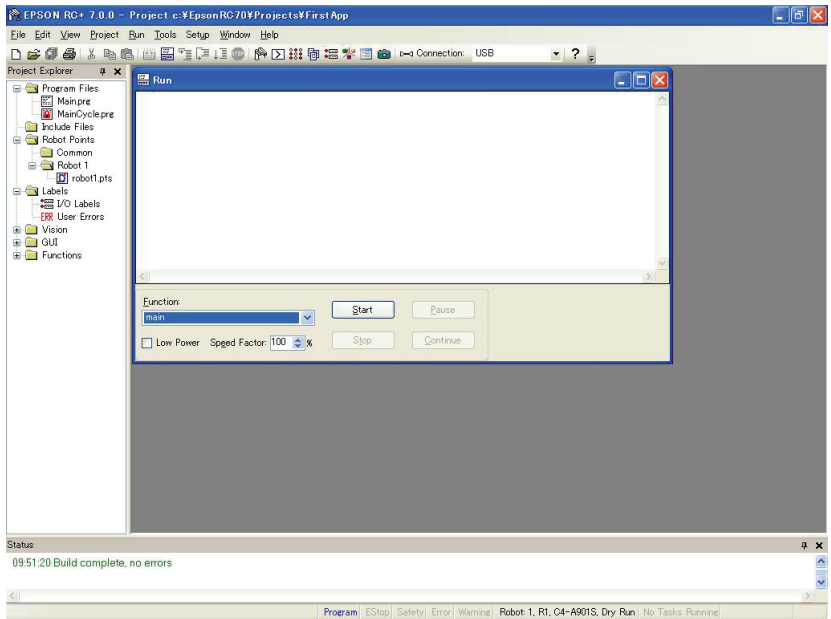 EPSON RC+ 7.0.0 - Project c:¥EpsonRC70¥Projects¥FirstApp
File Edit View Project Run Tools Setup Window Help
Connection: USB
?
Project Explorer
Program Files
Main.prg
MainCycle.prg
Include Files
Robot Points
Common
Robot 1
robot1.pts
Labels
I/O Labels
ERR User Errors
Vision
GUI
Functions
Run
Function:
main
Start
Pause
Low Power
Speed Factor: 100 %
Stop
Continue
Status
09:51:20 Build complete, no errors
Program EStop Safety Error Warning Robot: 1, R1, C4-A901S, Dry Run No Tasks Running